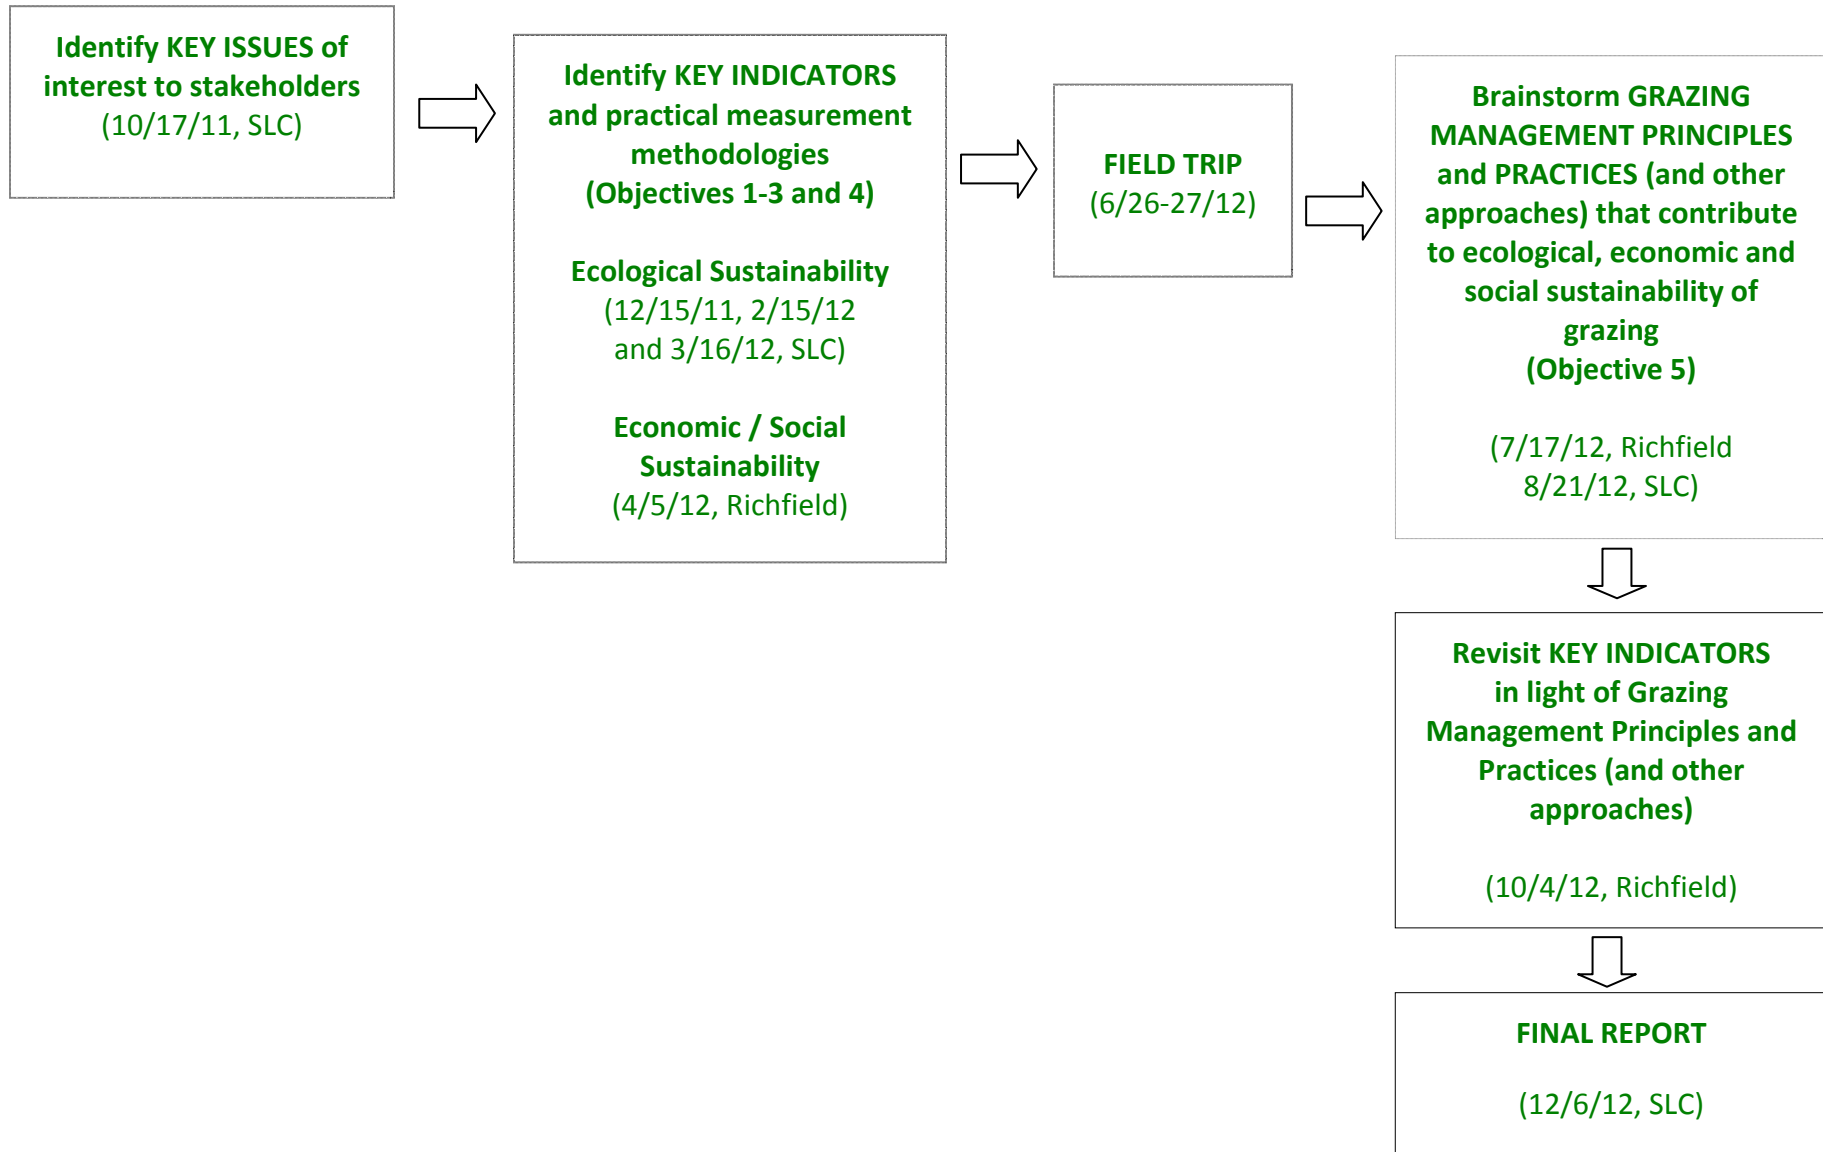 Identify KEY ISSUES of
interest to stakeholders
(10/17/11, SLC)
Identify KEY INDICATORS
and practical measurement
methodologies
(Objectives 1-3 and 4)
Ecological Sustainability
(12/15/11, 2/15/12
and 3/16/12, SLC)
Economic / Social
Sustainability
(4/5/12, Richfield)
FIELD TRIP
(6/26-27/12)
Brainstorm GRAZING
MANAGEMENT PRINCIPLES
and PRACTICES (and other
approaches) that contribute
to ecological, economic and
social sustainability of
grazing
(Objective 5)
(7/17/12, Richfield
8/21/12, SLC)
Revisit KEY INDICATORS
in light of Grazing
Management Principles and
Practices (and other
approaches)
(10/4/12, Richfield)
FINAL REPORT
(12/6/12, SLC)